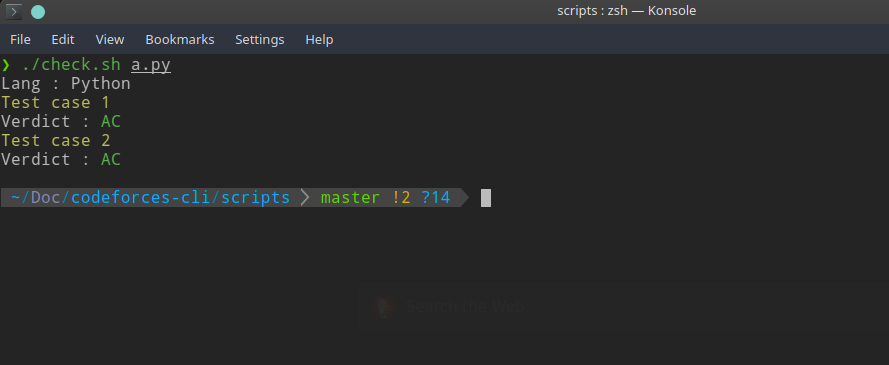 scripts : zsh — Konsole
File Edit View Bookmarks Settings Help
❯ ./check.sh a.py
Lang : Python
Test case 1
Verdict : AC
Test case 2
Verdict : AC
~/Doc/codeforces-cli/scripts master !2 ?14
Search the Web